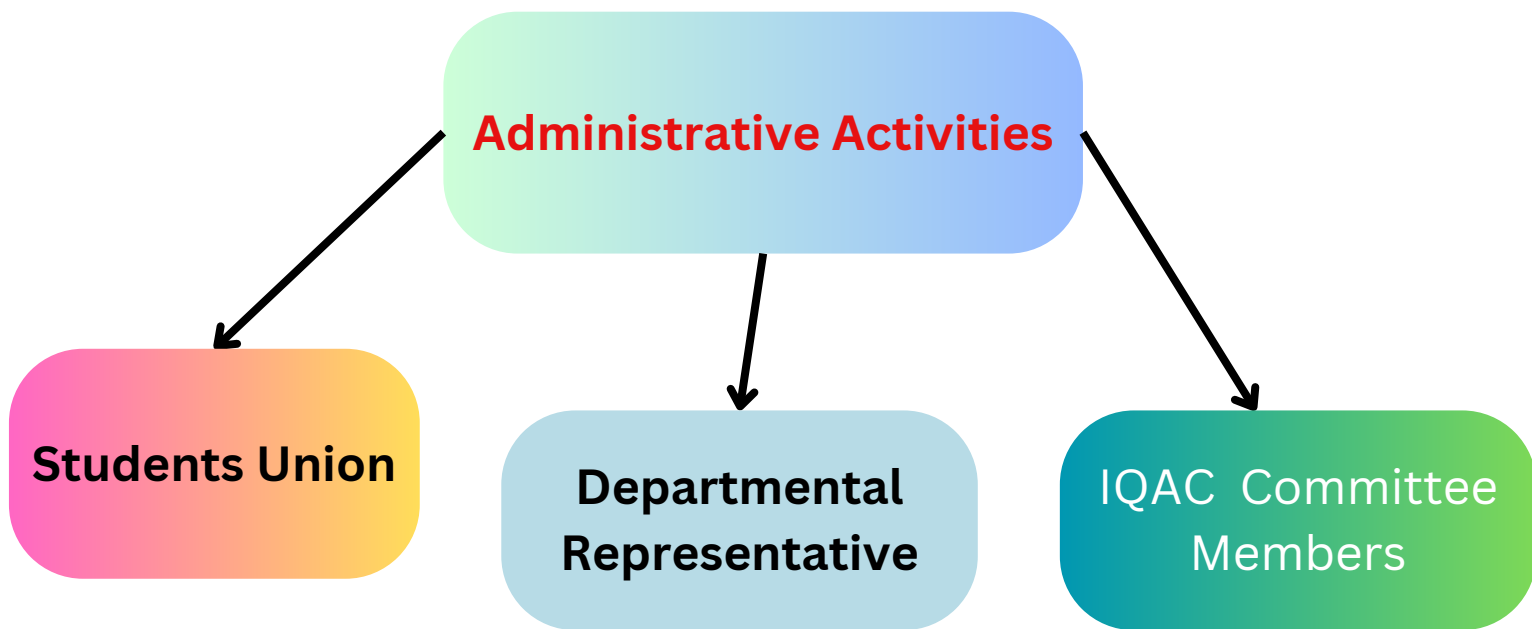 Administrative Activities
Students Union
Departmental
Representative
IQAC  Committee
Members